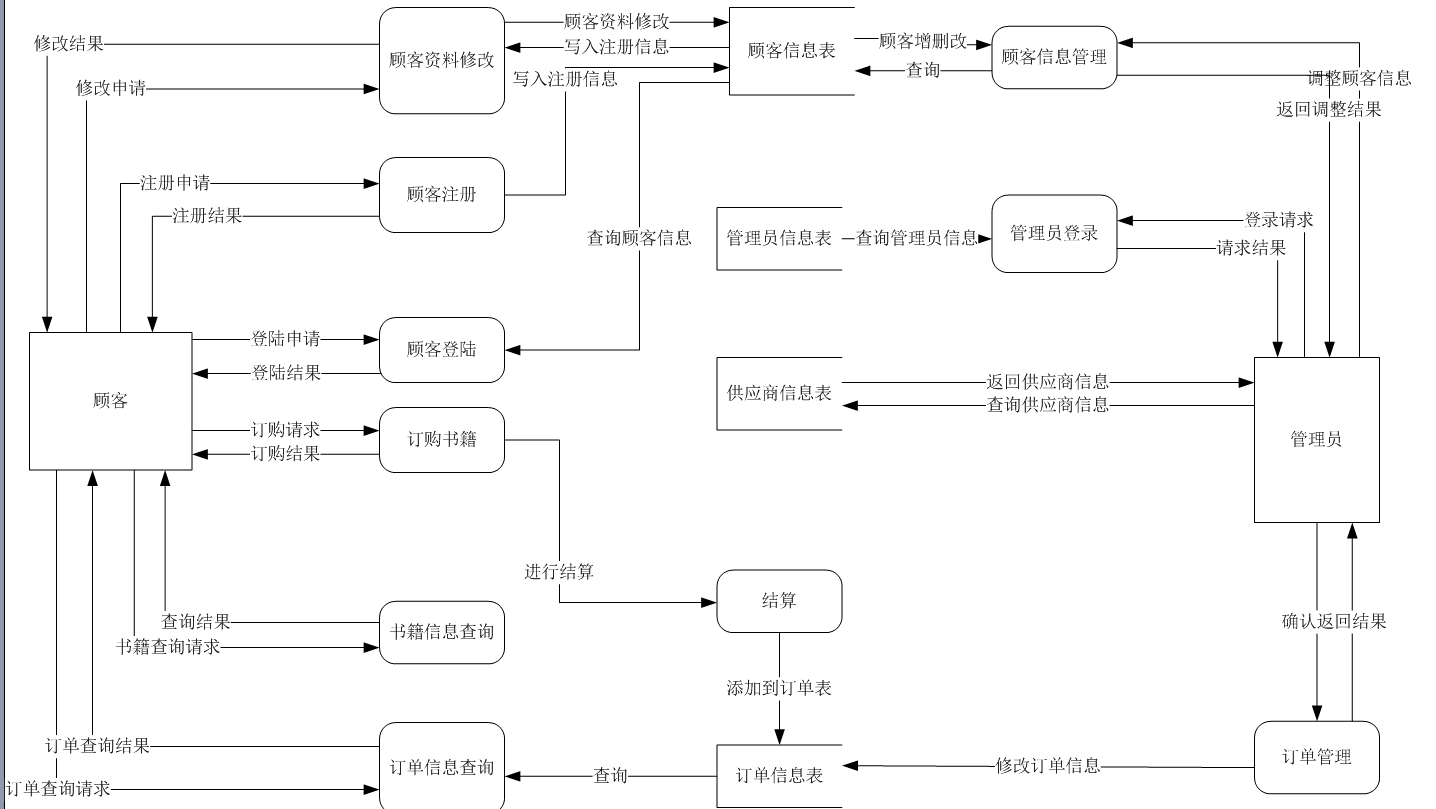 顾客资料修改
修改结果
顾客资料修改
写入注册信息
顾客信息表
顾客增删改
查询
顾客信息管理
调整顾客信息
返回调整结果
修改申请
写入注册信息
注册申请
注册结果
顾客注册
查询顾客信息
管理员信息表
查询管理员信息
管理员登录
登录请求
请求结果
登陆申请
登陆结果
顾客登陆
顾客
订购请求
订购结果
订购书籍
供应商信息表
返回供应商信息
查询供应商信息
管理员
进行结算
结算
查询结果
书籍查询请求
书籍信息查询
确认返回结果
添加到订单表
订单查询结果
订单查询请求
订单信息查询
查询
订单信息表
修改订单信息
订单管理